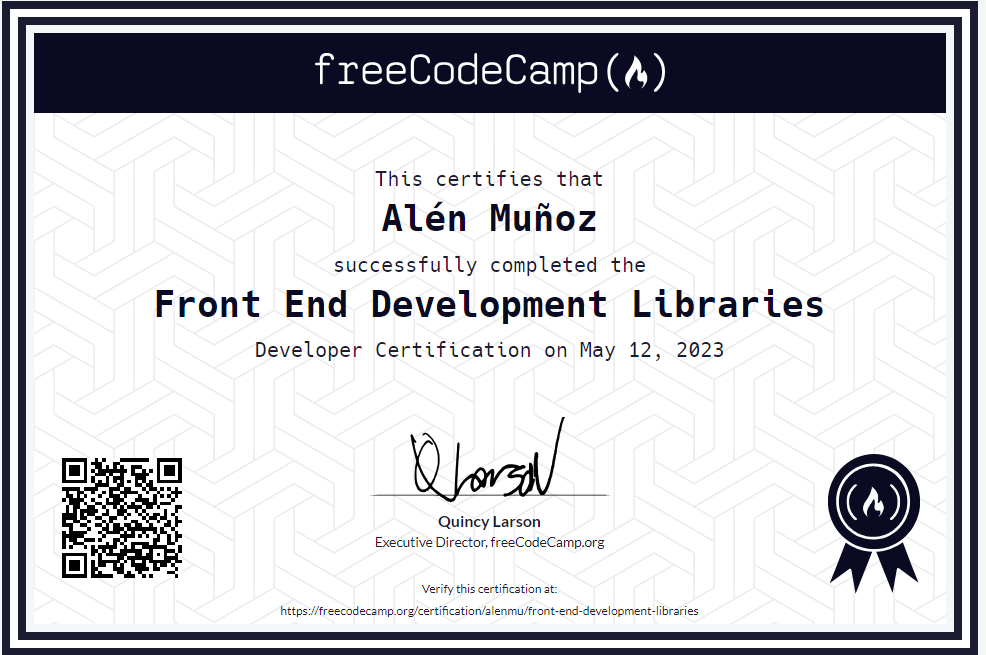 freeCodeCamp(🔥)
This certifies that
Alén Muñoz
successfully completed the
Front End Development Libraries
Developer Certification on May 12, 2023
QLarson
Quincy Larson
Executive Director, freeCodeCamp.org
Verify this certification at:
https://freecodecamp.org/certification/alenmu/front-end-development-libraries